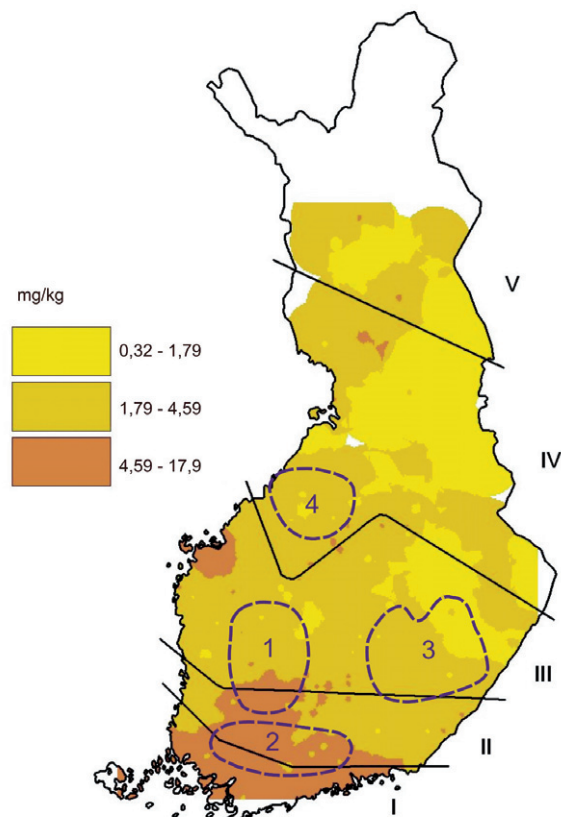 mg/kg
0,32 - 1,79
1,79 - 4,59
4,59 - 17,9
V
IV
4
1
3
III
2
II
I